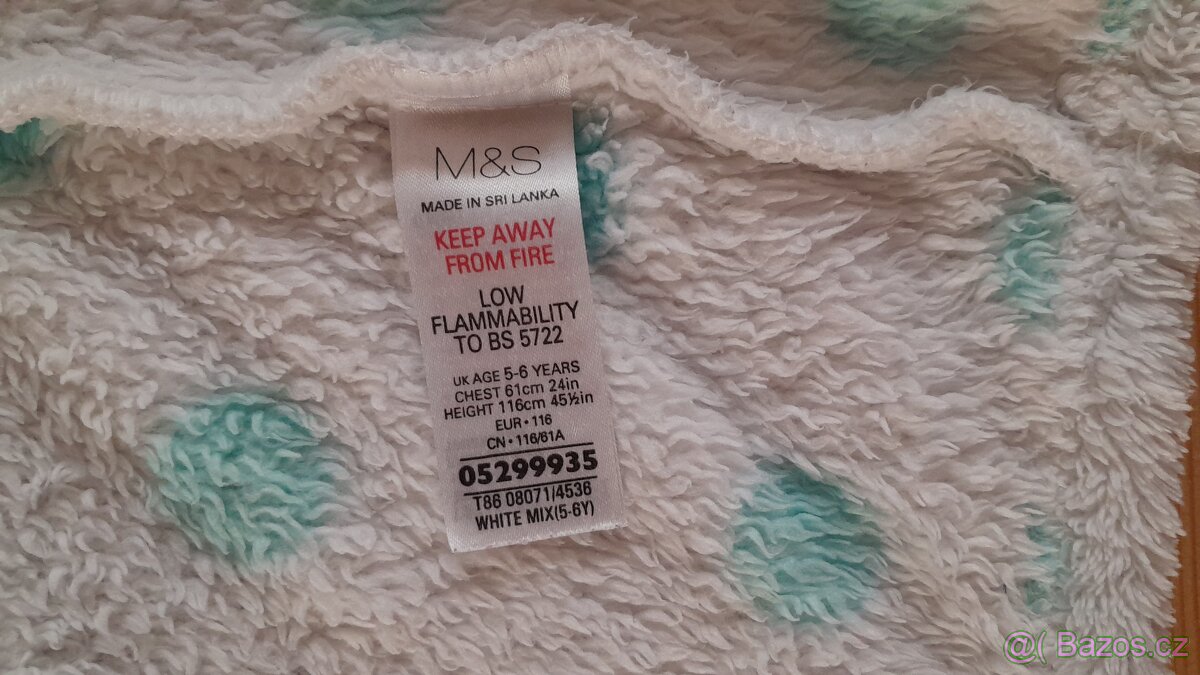 M&S
MADE IN SRI LANKA
KEEP AWAY
FROM FIRE
LOW
FLAMMABILITY
TO BS 5722
UK AGE 5-6 YEARS
CHEST 61cm 24in
HEIGHT 116cm 45½in
EUR•116
CN•116/61A
05299935
T86 08071/4536
WHITE MIX(5-6Y)
@( Bazos.cz